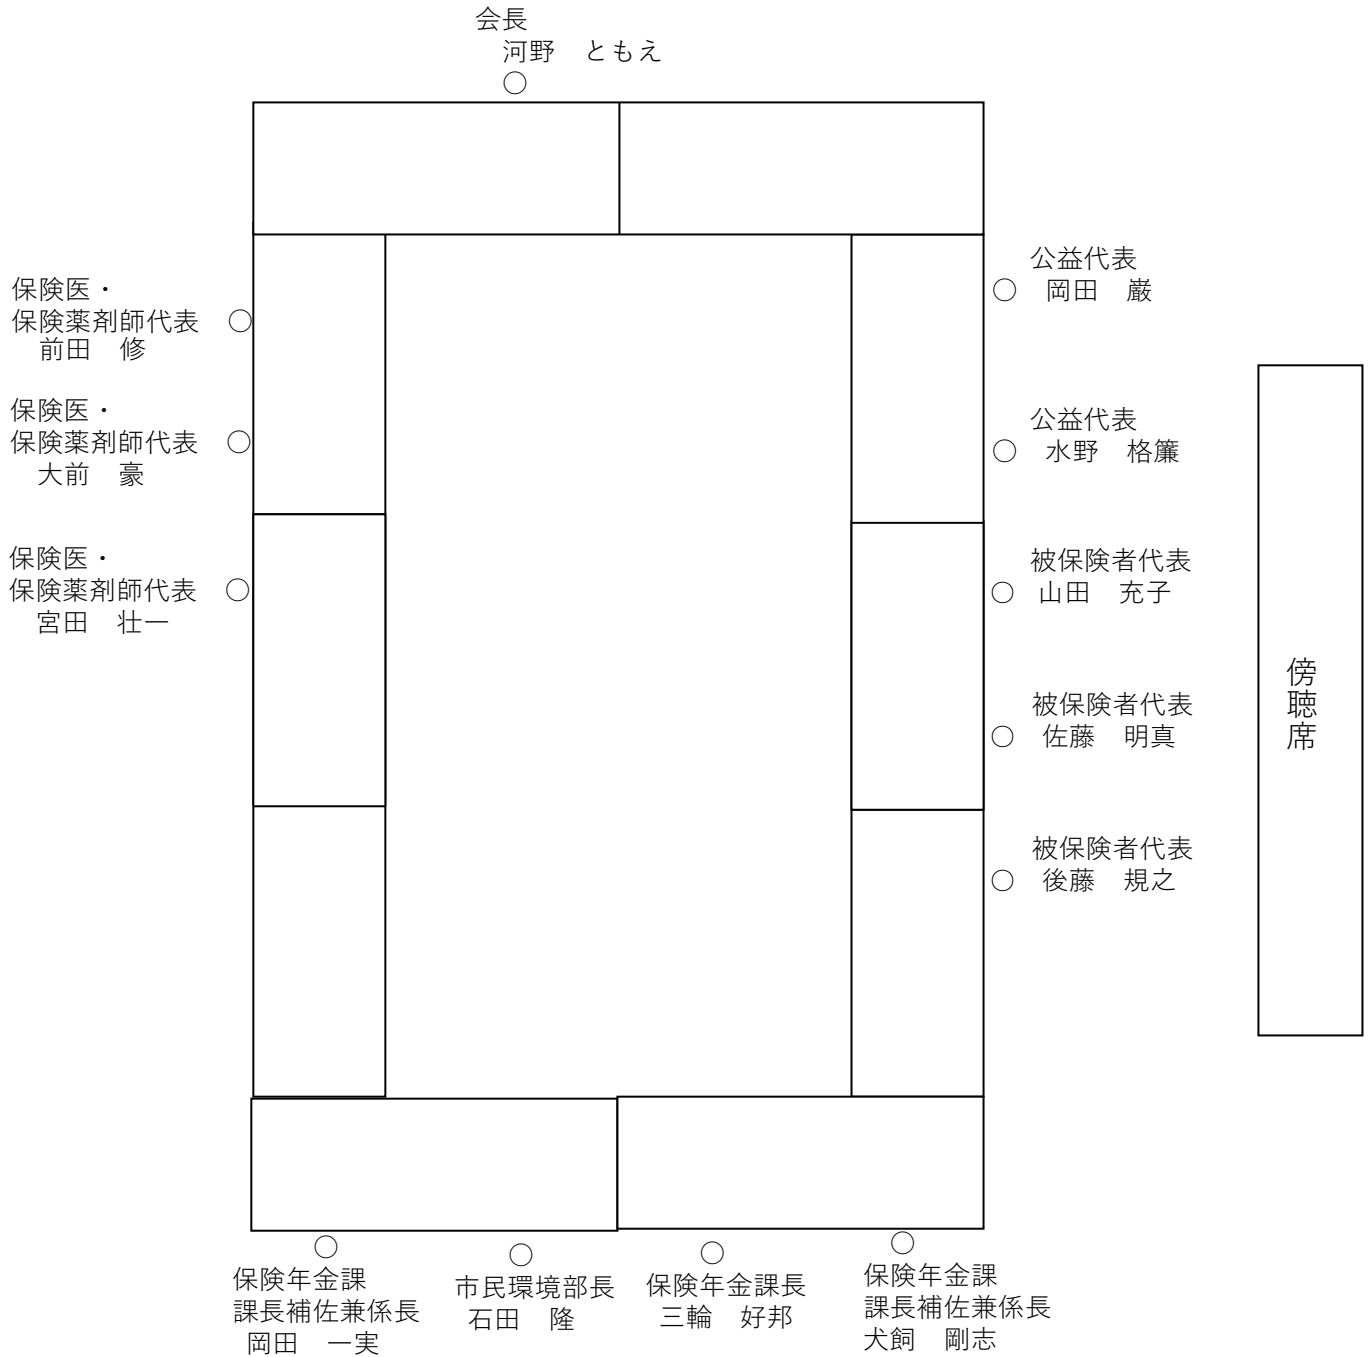 会長
河野　ともえ
○
保険医・
保険薬剤師代表　○
前田　修
保険医・
保険薬剤師代表　○
大前　豪
保険医・
保険薬剤師代表　○
宮田　壮一
公益代表
○　岡田　巌
公益代表
○　水野　格簾
被保険者代表
○　山田　充子
被保険者代表
○　佐藤　明真
被保険者代表
○　後藤　規之
傍聴席
○
保険年金課
課長補佐兼係長
岡田　一実
○
市民環境部長
石田　隆
○
保険年金課長
三輪　好邦
○
保険年金課
課長補佐兼係長
犬飼　剛志